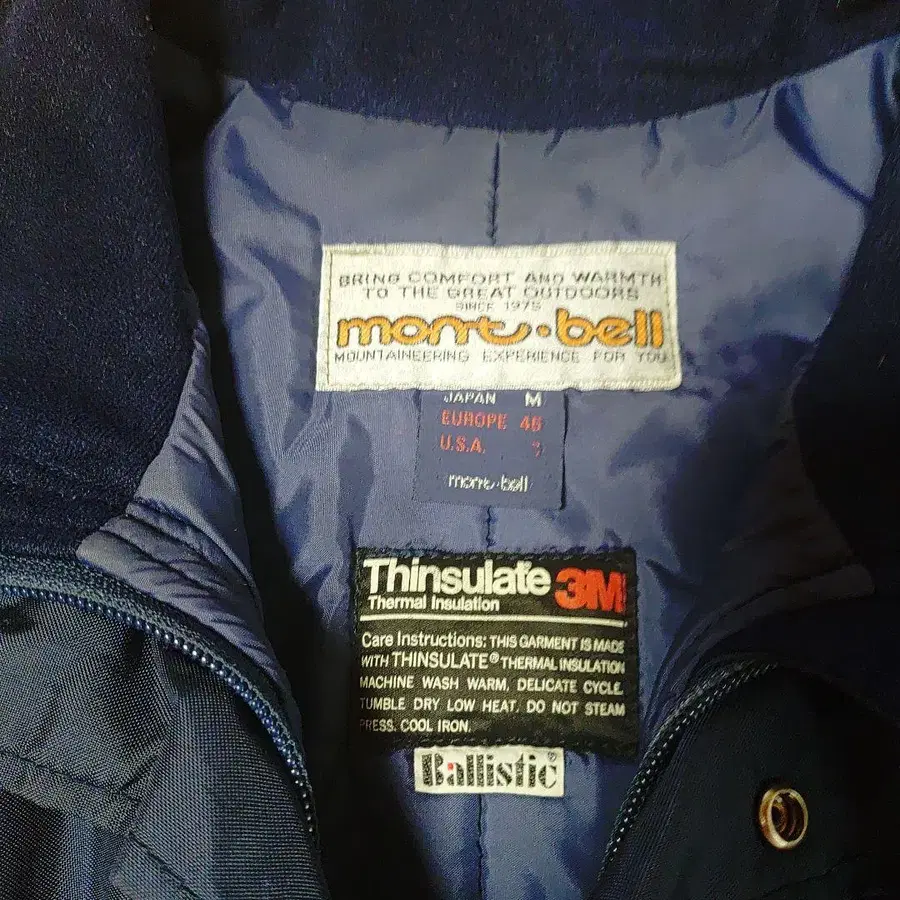 BRING COMFORT AND WARMTH
TO THE GREAT OUTDOORS
SINCE 1975
mont·bell
MOUNTAINEERING EXPERIENCE FOR YOU
JAPAN M
EUROPE 46
U.S.A.
mont·bell
Thinsulate 3M
Thermal Insulation
Care Instructions: THIS GARMENT IS MADE
WITH THINSULATE® THERMAL INSULATION
MACHINE WASH WARM, DELICATE CYCLE.
TUMBLE DRY LOW HEAT. DO NOT STEAM
PRESS. COOL IRON.
Ballistic®